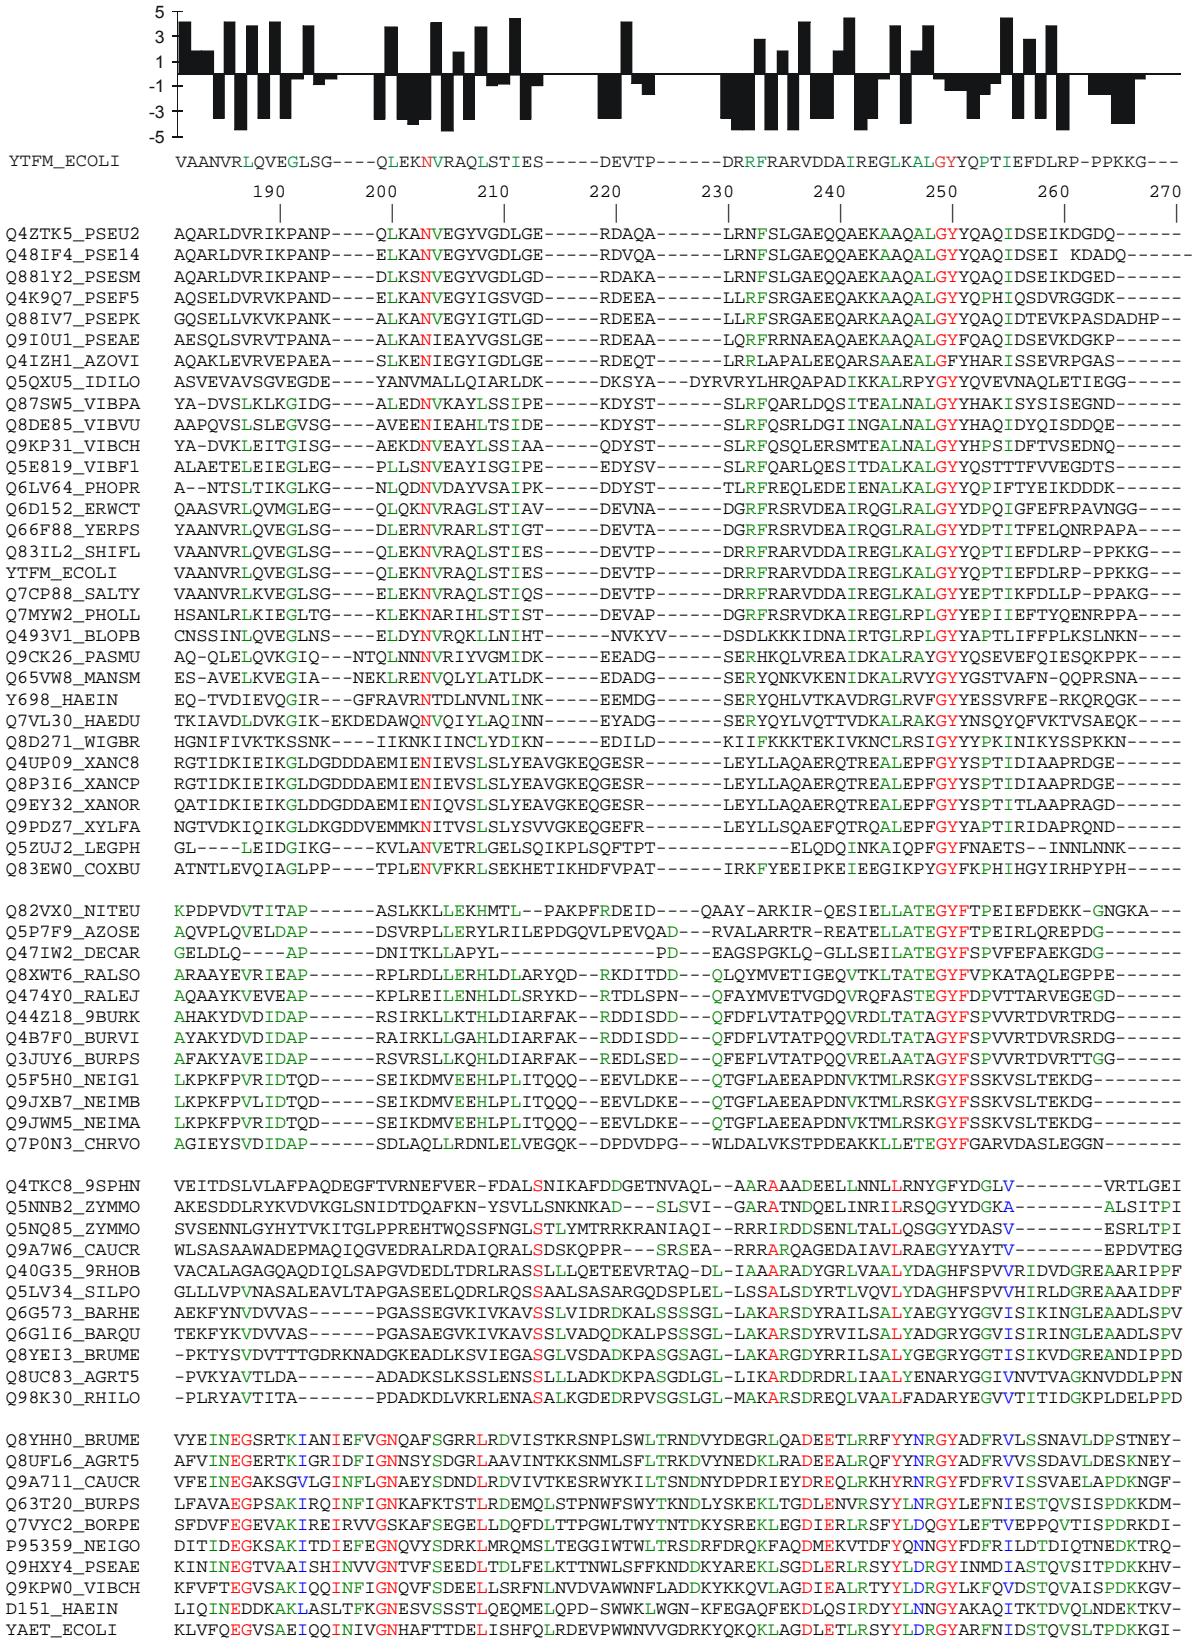 5
3
1
-1
-3
-5
YTFM_ECOLI VAANVRLQVEGLSG----QLEKNVRAQLSTIES-----DEVTP------DRRFRARVDDAIREGLKALGYYQPTIEFDLRP-PPKKG---
190 200 210 220 230 240 250 260 270
Q4ZTK5_PSEU2 AQARLDVRIKPANP----QLKANVEGYVGDLGE-----RDAQA------LRNFSLGAEQQAEKAAQALGYYQAQIDSEIKDGDQ------
Q48IF4_PSE14 AQARLDVRIKPANP----ELKANVEGYVGDLGE-----RDVQA------LRNFSLGAEQQAEKAAQALGYYQAQIDSEI KDADQ------
Q881Y2_PSESM AQARLDVRIKPANP----DLKSNVEGYVGDLGD-----RDAKA------LRNFSLGAEQQAEKAAQALGYYQAQIDSEIKDGED------
Q4K9Q7_PSEF5 AQSELDVRVKPAND----ELKANVEGYIGSVGD-----RDEEA------LLRFSRGAEEQAKKAAQALGYYQPHIQSDVRGGDK------
Q88IV7_PSEPK GQSELLVKVKPANK----ALKANVEGYIGTLGD-----RDEEA------LLRFSRGAEEQARKAAQALGYYQAQIDTEVKPASDADHP--
Q9I0U1_PSEAE AESQLSVRVTPANA----ALKANIEAYVGSLGE-----RDEAA------LQRFRRNAEAQAEKAAQALGYFQAQIDSEVKDGKP------
Q4IZH1_AZOVI AQAKLEVRVEPAEA----SLKENIEGYIGDLGE-----RDEQT------LRRLAPALEEQARSAAEALGFYHARISSEVRPGAS------
Q5QXU5_IDILO ASVEVAVSGVEGDE----YANVMALLQIARLDK-----DKSYA---DYRVRYLHRQAPADIKKALRPYGYYQVEVNAQLETIEGG-----
Q87SW5_VIBPA YA-DVSLKLKGIDG----ALEDNVKAYLSSIPE-----KDYST------SLRFQARLDQSITEALNALGYYHAKISYSISEGND------
Q8DE85_VIBVU AAPQVSLSLEGVSG----AVEENIEAHLTSIDE-----KDYST------SLRFQSRLDGIINGALNALGYYHAQIDYQISDDQE------
Q9KP31_VIBCH YA-DVKLEITGISG----AEKDNVEAYLSSIAA-----QDYST------SLRFQSQLERSMTEALNALGYYHPSIDFTVSEDNQ------
Q5E819_VIBF1 ALAETELEIEGLEG----PLLSNVEAYISGIPE-----EDYSV------SLRFQARLQESITDALKALGYYQSTTTFVVEGDTS------
Q6LV64_PHOPR A--NTSLTIKGLKG----NLQDNVDAYVSAIPK-----DDYST------TLRFREQLEDEIENALKALGYYQPIFTYEIKDDDK------
Q6D152_ERWCT QAASVRLQVMGLEG----QLQKNVRAGLSTIAV-----DEVNA------DGRFRSRVDEAIRQGLRALGYYDPQIGFEFRPAVNGG----
Q66F88_YERPS YAANVRLQVEGLSG----DLERNVRARLSTIGT-----DEVTA------DGRFRSRVDEAIRQGLRALGYYDPTITFELQNRPAPA----
Q83IL2_SHIFL VAANVRLQVEGLSG----QLEKNVRAQLSTIES-----DEVTP------DRRFRARVDDAIREGLKALGYYQPTIEFDLRP-PPKKG---
YTFM_ECOLI VAANVRLQVEGLSG----QLEKNVRAQLSTIES-----DEVTP------DRRFRARVDDAIREGLKALGYYQPTIEFDLRP-PPKKG---
Q7CP88_SALTY VAANVRLKVEGLSG----QLEKNVRAQLSTIQS-----DEVTP------DRRFRARVDDAIREGLKALGYYEPTIKFDLLP-PAKG----
Q7MYW2_PHOLL HSANLRLKIEGLTG----KLEKNARIHLSTIST-----DEVAP------DGRFRSRVDKAIREGLRPLGYYEPIIEFTYQENRPPA----
Q493V1_BLOPB CNSSINLQVEGLNS----ELDYNVRQKLLNIHT------NVKYV-----DSDLKKKIDNAIRTGLRPLGYYAPTLIFFPLKSLNKN----
Q9CK26_PASMU AQ-QLELQVKGIQ---NTQLNNNVRIYVGMIDK-----EEADG------SERHKQLVREAIDKALRAYGYYQSEVEFQIESQKPPK----
Q65VW8_MANSM ES-AVELKVEGIA---NEKLRENVQLYLATLDK-----EDADG------SERYQKMVKENIDKALRVYGYYGSTVAFN-QQPRSNA----
Y698_HAEIN EQ-TVDIEVQGIR---GFRAVRNTDLNVNLINK-----EEMDG------SERYQHLVTKAVDRGLRVFGYYESSVRFE-RKQRQGK----
Q7VL30_HAEDU TKIAVDLDVKGIK-EKDEDAWQNVQIYLAQINN-----EYADG------SERYQYLVQTTVDKALRAKGYYNSQYQFVKTVSAEQK----
Q8D271_WIGBR HGNIFIVKTKSSNK----IIKNKIINCLYDIKN-----EDILD------KIIFKKKTEKIVKNCLRSIGYYYPKINIKYSSPKKN-----
Q4UP09_XANC8 RGTIDKIEIKGLDGDDDAEMIENIEVSLSLYEAVGKEQGESR-------LEYLLAQAERQTREALEPFGYYSPTIDIAAPRDGE------
Q8P3I6_XANCP RGTIDKIEIKGLDGDDDAEMIENIEVSLSLYEAVGKEQGESR-------LEYLLAQAERQTREALEPFGYYSPTIDIAAPRDGE------
Q9EY32_XANOR QATIDKIEIKGLDDGDDAEMIENIQVSLSLYEAVGKEQGESR-------LEYLLAQAERQTREALEPFGYYSPTITLAAPRAGD------
Q9PDZ7_XYLFA NGTVDKIQIKGLDKGDDVEMMKNITVSLSLYSVVGKEQGEFR-------LEYLLSQAEFQTRQALEPFGYYAPTIRIDAPRQND------
Q5ZUJ2_LEGPH GL----LEIDGIKG----KVLANVETRLGELSQIKPLSQFTPT------------ELQDQINKAIQPFGYFNAETS--INNLNNK-----
Q83EW0_COXBU ATNTLEVQIAGLPP----TPLENVFKRLSEKHETIKHDFVPAT------IRKFYEEIPKEIEEGIKPYGYFKPHIHGYIRHPYPH-----
Q82VX0_NITEU KPDPVDVTITAP------ASLKKLLEKHMTL--PAKPFRDEID----QAAY-ARKIR-QESIELLATEGYFTPEIEFDEKK-GNGKA---
Q5P7F9_AZOSE AQVPLQVELDAP------DSVRPLLERYLRILEPDGQVLPEVQAD--RVALARRTR-REATELLATEGYFTPEIRLQREPDG-------
Q47IW2_DECAR GELDLQ----AP------DNITKLLAPYL---------------PD--EAGSPGKLQ-GLLSEILATEGYFSPVFEFAEKGDG-------
Q8XWT6_RALSO ARAAYEVRIEAP------RPLRDLLERHLDLARYQD--RKDITDD---QLQYMVETIGEQVTKLTATEGYFVPKATAQLEGPPE------
Q474Y0_RALEJ AQAAYKVEVEAP------KPLREILENHLDLSRYKD--RTDLSPN---QFAYMVETVGDQVRQFASTEGYFDPVTTARVEGEGD------
Q44Z18_9BURK AHAKYDVDIDAP------RSIRKLLKTHLDIARFAK--RDDISDD---QFDFLVTATPQQVRDLTATAGYFSPVVRTDVRTRDG------
Q4B7F0_BURVI AYAKYDVDIDAP------RAIRKLLGAHLDIARFAK--RDDISDD---QFDFLVTATPQQVRDLTATAGYFSPVVRTDVRSRDG------
Q3JUY6_BURPS AFAKYAVEIDAP------RSVRSLLKQHLDIARFAK--REDLSED---QFEFLVTATPQQVRELAATAGYFSPVVRTDVRTTGG------
Q5F5H0_NEIG1 LKPKFPVRIDTQD-----SEIKDMVEEHLPLITQQQ--EEVLDKE---QTGFLAEEAPDNVKTMLRSKGYFSSKVSLTEKDG--------
Q9JXB7_NEIMB LKPKFPVLIDTQD-----SEIKDMVEEHLPLITQQQ--EEVLDKE---QTGFLAEEAPDNVKTMLRSKGYFSSKVSLTEKDG--------
Q9JWM5_NEIMA LKPKFPVRIDTQD-----SEIKDMVEEHLPLITQQQ--EEVLDKE---QTGFLAEEAPDNVKTMLRSKGYFSSKVSLTEKDG--------
Q7P0N3_CHRVO AGIEYSVDIDAP------SDLAQLLRDNLELVEGQK--DPDVDPG----WLDALVKSTPDEAKKLLETEGYFGARVDASLEGGN------
Q4TKC8_9SPHN VEITDSLVLAFPAQDEGFTVRNEFVER-FDALSNIKAFDDGETNVAQL--AARAAADEELLNNLLRNYGFYDGLV--------VRTLGEI
Q5NNB2_ZYMMO AKESDDLRYKVDVKGLSNIDTDQAFKN-YSVLNSNKNKAD--SLSVI--GARATNDQELINRILRSQGYYDGKA--------ALSITPI
Q5NQ85_ZYMMO SVSENNLGYHYTVKITGLPPREHTWQSSFNGLSTLYMTRRKRANIAQI--RRRIRDDSENLTALLQSGGYYDASV--------ESRLTPI
Q9A7W6_CAUCR WLSASAAWADEPMAQIQGVEDRALRDAIQRALSDSKQPPR---SRSEA--RRRARQAGEDAIAVLRAEGYYAYTV--------EPDVTEG
Q40G35_9RHOB VACALAGAGQAQDIQLSAPGVDEDLTDRLRASSLLLQETEEVRTAQ-DL-IAAARADYGRLVAALYDAGHFSPVVRIDVDGREAARIPPF
Q5LV34_SILPO GLLLVPVNASALEAVLTAPGASEELQDRLRQSSAALSASARGQDSPLEL-LSSALSDYRTLVQVLYDAGHFSPVVHIRLDGREAAAIDPF
Q6G573_BARHE AEKFYNVDVVAS------PGASSEGVKIVKAVSSLVIDRDKALSSSSGL-LAKARSDYRAILSALYAEGYYGGVISIKINGLEAADLSPV
Q6G1I6_BARQU TEKFYKVDVVAS------PGASAEGVKIVKAVSSLVADQDKALPSSSGL-LAKARSDYRVILSALYADGRYGGVISIRINGLEAADLSPV
Q8YEI3_BRUME -PKTYSVDVTTTGDRKNADGKEADLKSVIEGASGLVSDADKPASGSAGL-LAKARGDYRRILSALYGEGRYGGTISIKVDGREANDIPPD
Q8UC83_AGRT5 -PVKYAVTLDA-------ADADKSLKSSLENSSLLLADKDKPASGDLGL-LIKARDDRDRLIAALYENARYGGIVNVTVAGKNVDDLPPN
Q98K30_RHILO -PLRYAVTITA-------PDADKDLVKRLENASALKGDEDRPVSGSLGL-MAKARSDREQLVAALFADARYEGVVTITIDGKPLDELPPD
Q8YHH0_BRUME VYEINEGSRTKIANIEFVGNQAFSGRRLRDVISTKRSNPLSWLTRNDVYDEGRLQADEETLRRFYYNRGYADFRVLSSNAVLDPSTNEY-
Q8UFL6_AGRT5 AFVINEGERTKIGRIDFIGNNSYSDGRLAAVINTKKSNMLSFLTRKDVYNEDKLRADEEALRQFYYNRGYADFRVVSSDAVLDESKNEY-
Q9A711_CAUCR VFEINEGAKSGVLGINFLGNEAYSDNDLRDVIVTKESRWYKILTSNDNYDPDRIEYDREQLRKHYRNRGYYDFRVISSVAELAPDKNGF-
Q63T20_BURPS LFAVAEGPSAKIRQINFIGNKAFKTSTLRDEMQLSTPNWFSWYTKNDLYSKEKLTGDLENVRSYYLNRGYLEFNIESTQVSISPDKKDM-
Q7VYC2_BORPE SFDVFEGEVAKIREIRVVGSKAFSEGELLDQFDLTTPGWLTWYTNTDKYSREKLEGDIERLRSFYLDQGYLEFTVEPPQVTISPDRKDI-
P95359_NEIGO DITIDEGKSAKITDIEFEGNQVYSDRKLMRQMSLTEGGIWTWLTRSDRFDRQKFAQDMEKVTDFYQNNGYFDFRILDTDIQTNEDKTRQ-
Q9HXY4_PSEAE KININEGTVAAISHINVVGNTVFSEEDLTDLFELKTTNWLSFFKNDDKYAREKLSGDLERLRSYYLDRGYINMDIASTQVSITPDKKHV-
Q9KPW0_VIBCH KFVFTEGVSAKIQQINFIGNQVFSDEELLSRFNLNVDVAWWNFLADDKYKKQVLAGDIEALRTYYLDRGYLKFQVDSTQVAISPDKKGV-
D151_HAEIN LIQINEDDKAKLASLTFKGNESVSSSTLQEQMELQPD-SWWKLWGN-KFEGAQFEKDLQSIRDYYLNNGYAKAQITKTDVQLNDEKTKV-
YAET_ECOLI KLVFQEGVSAEIQQINIVGNHAFTTDELISHFQLRDEVPWWNVVGDRKYQKQKLAGDLETLRSYYLDRGYARFNIDSTQVSLTPDKKGI-